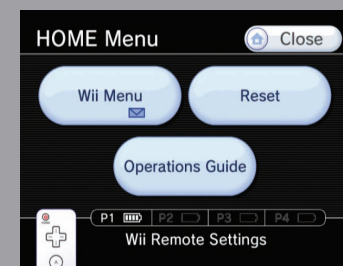 HOME Menu
Close
Wii Menu
Reset
Operations Guide
P1 P2 P3 P4
Wii Remote Settings